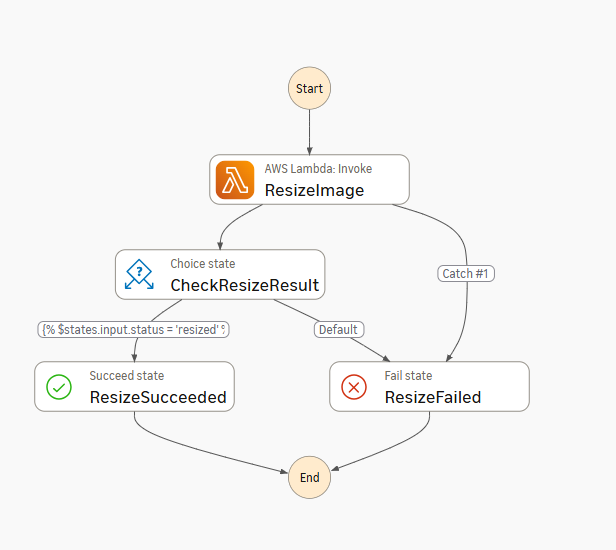 Start
AWS Lambda: Invoke
ResizeImage
Catch #1
Choice state
CheckResizeResult
{% $states.input.status = 'resized'
Default
Succeed state
ResizeSucceeded
Fail state
ResizeFailed
End